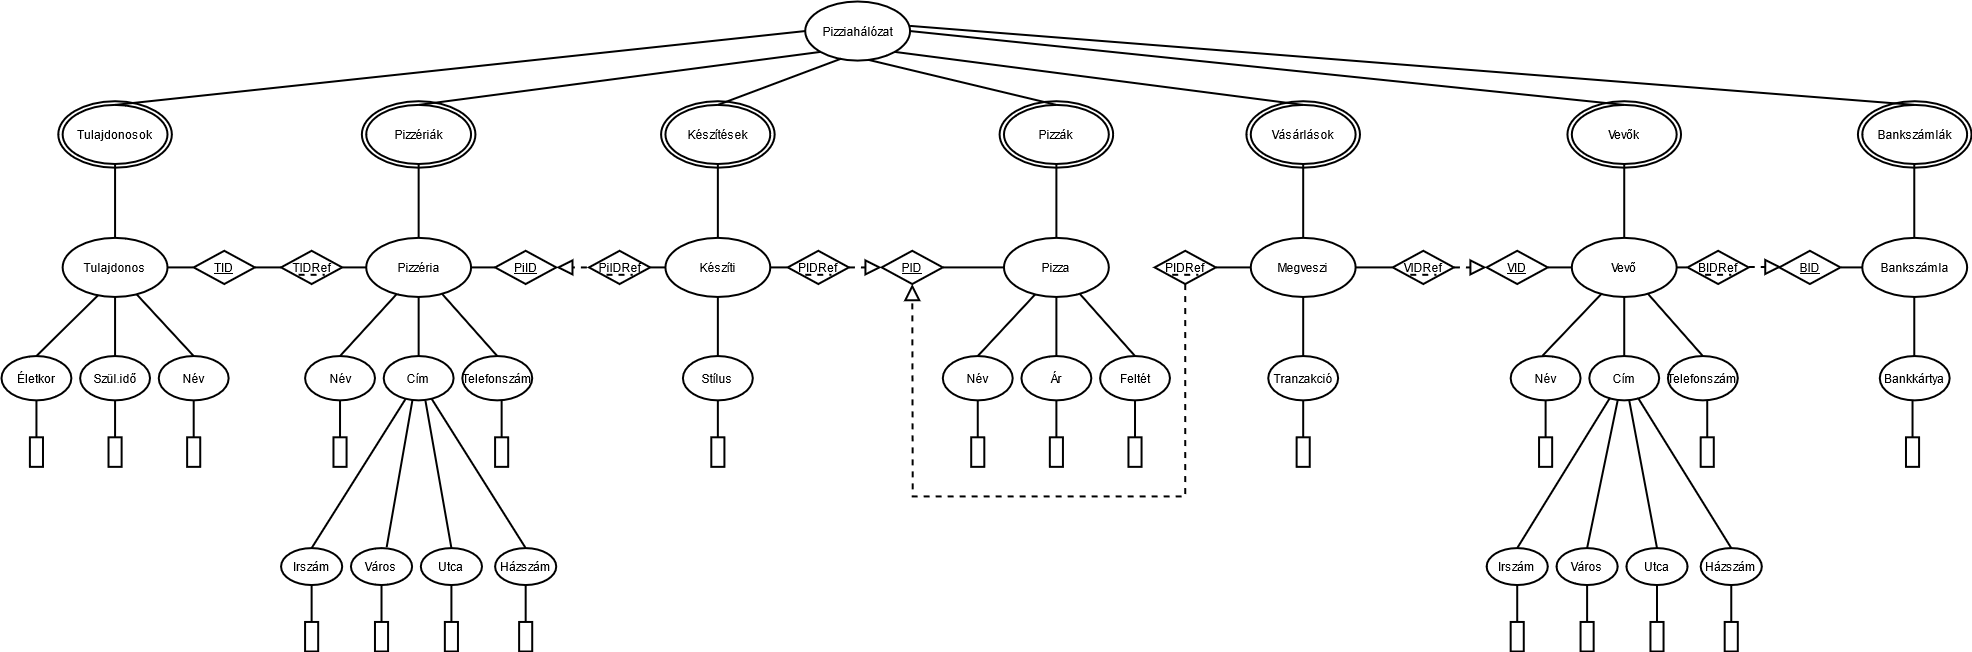 Pizziahálózat
Tulajdonosok
Pizzériák
Készítések
Pizzák
Vásárlások
Vevők
Bankszámlák
Tulajdonos
TID
TIDRef
Pizzéria
PiID
PiIDRef
Készíti
PIDRef
PID
Pizza
PIDRef
Megveszi
VIDRef
VID
Vevő
BIDRef
BID
Bankszámla
Életkor
Szül.idő
Név
Név
Cím
Telefonszám
Stílus
Név
Ár
Feltét
Tranzakció
Név
Cím
Telefonszám
Bankkártya
Irszám
Város
Utca
Házszám
Irszám
Város
Utca
Házszám